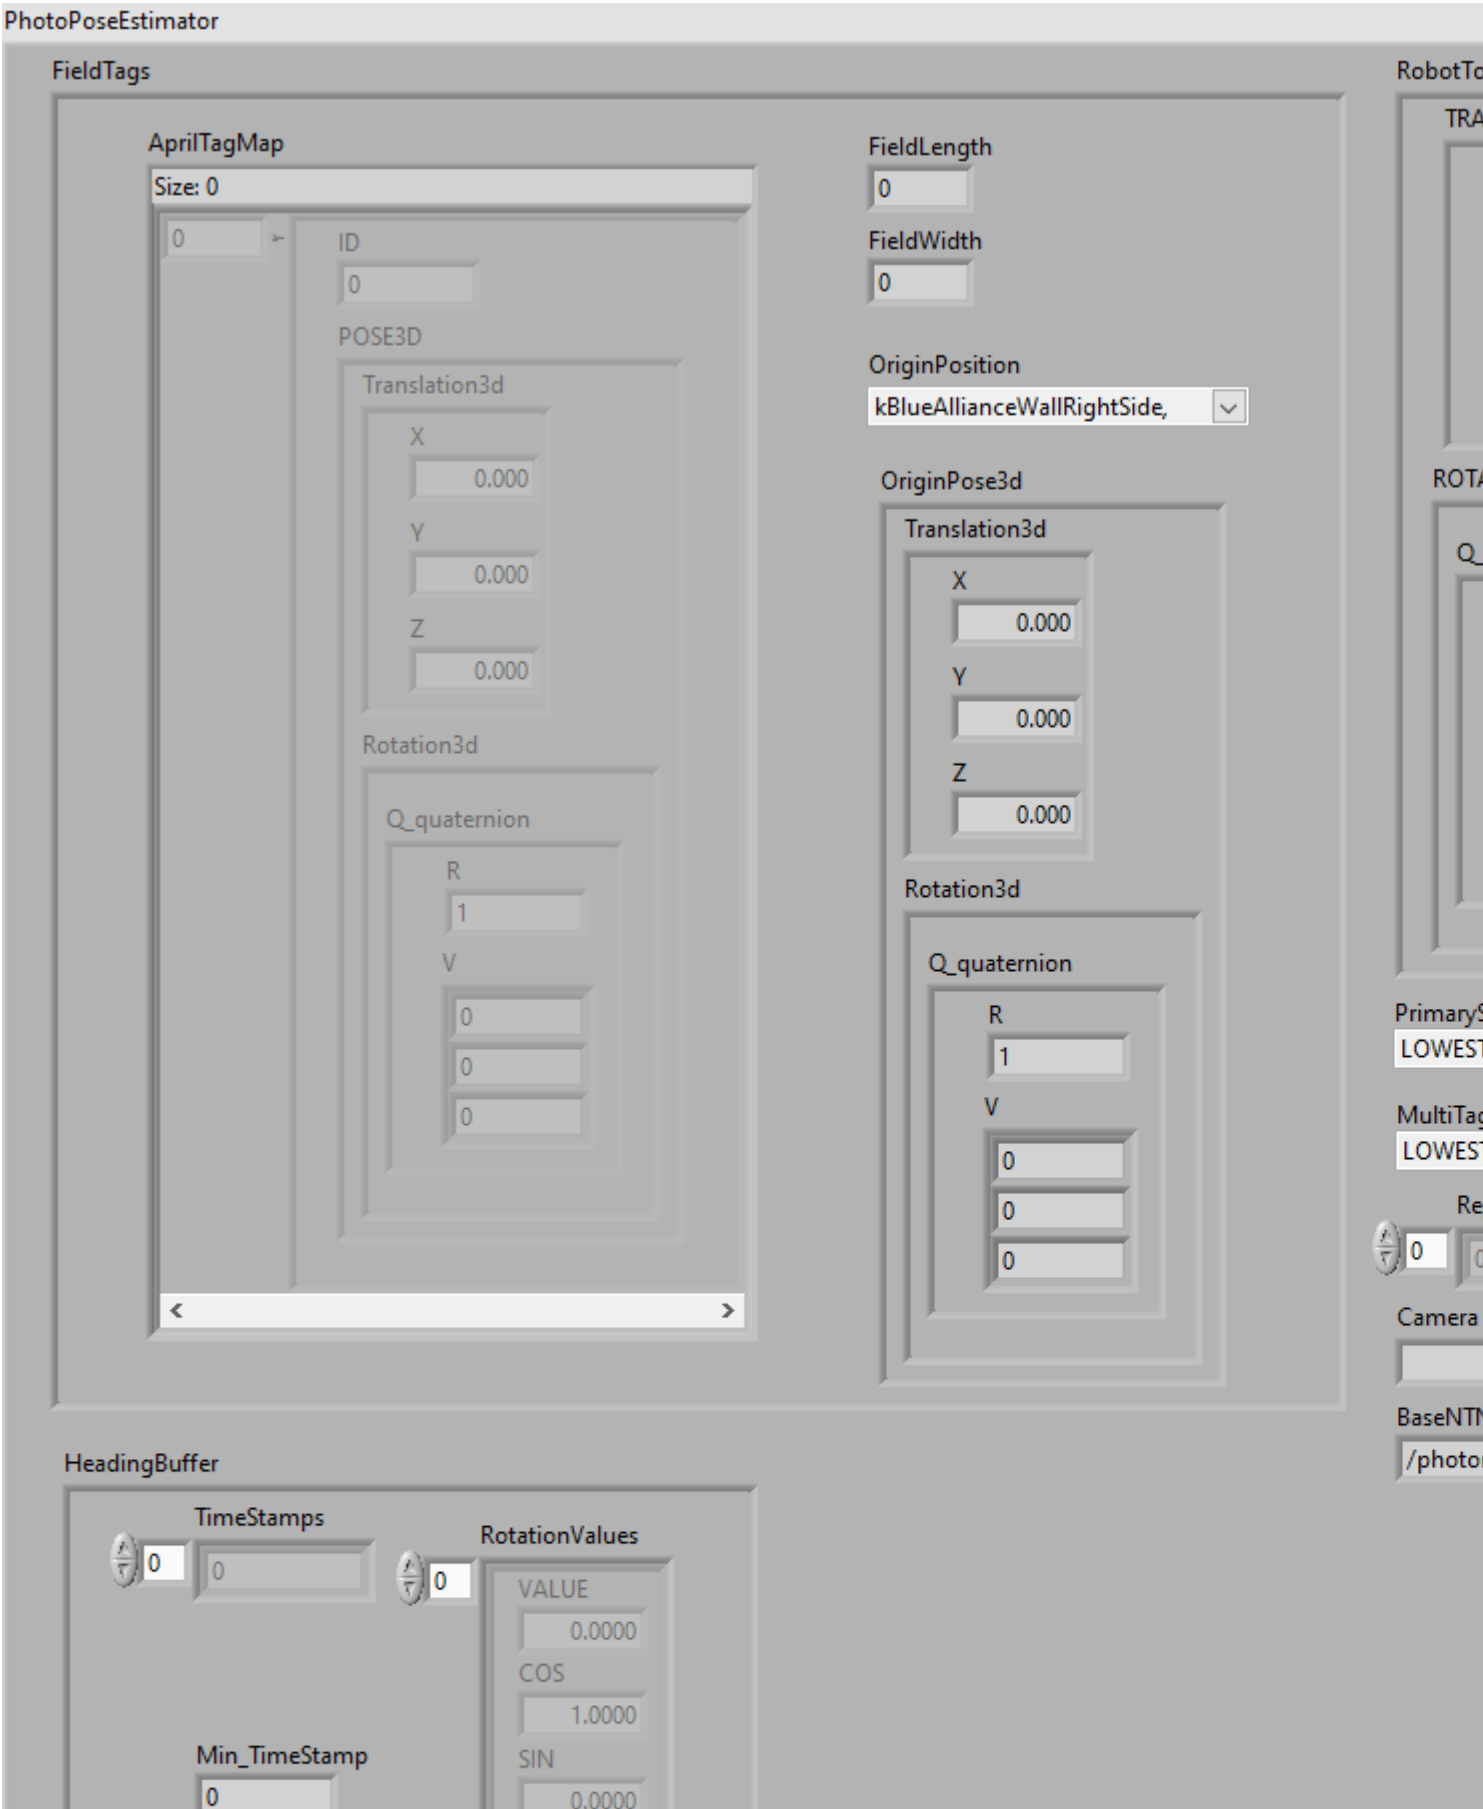 PhotoPoseEstimator
FieldTags
AprilTagMap
Size: 0
0
ID
0
POSE3D
Translation3d
X
0.000
Y
0.000
Z
0.000
Rotation3d
Q_quaternion
R
1
V
0
0
0
FieldLength
0
FieldWidth
0
OriginPosition
kBlueAllianceWallRightSide,
OriginPose3d
Translation3d
X
0.000
Y
0.000
Z
0.000
Rotation3d
Q_quaternion
R
1
V
0
0
0
Camera
0
HeadingBuffer
TimeStamps
0
0
RotationValues
0
VALUE
0.0000
COS
1.0000
SIN
0.0000
Min_TimeStamp
0